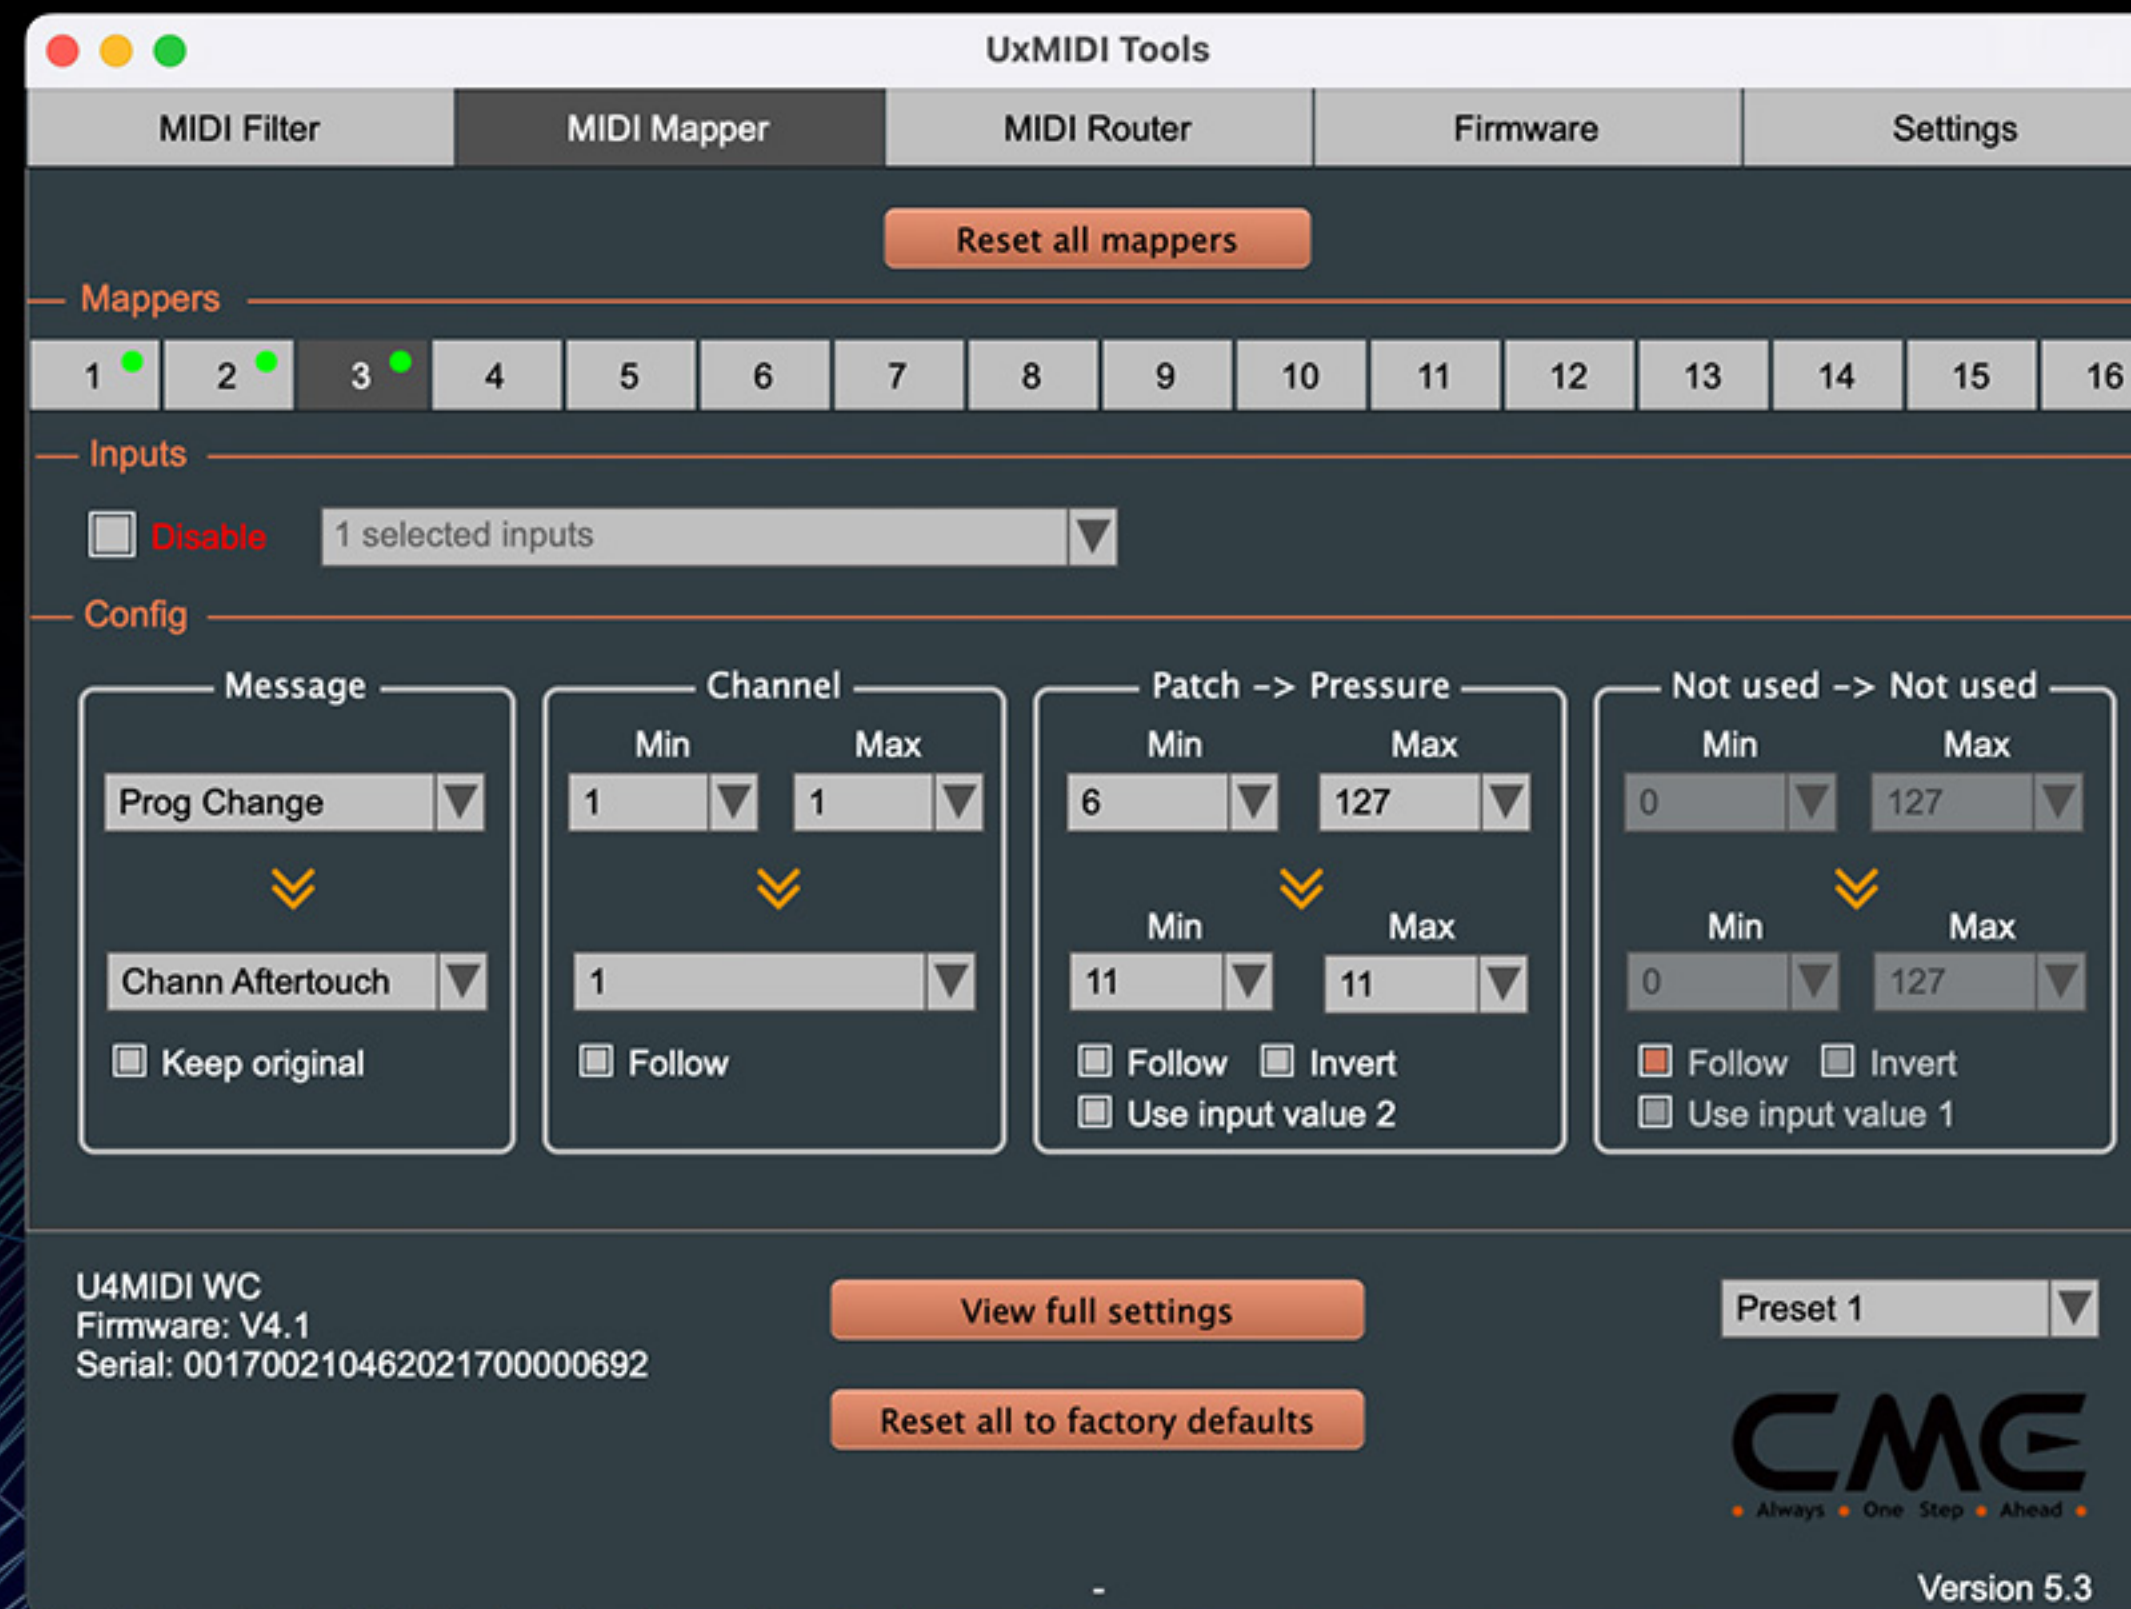 UxMIDI Tools
MIDI Filter MIDI Mapper MIDI Router Firmware Settings
Reset all mappers
Mappers
1 2 3 4 5 6 7 8 9 10 11 12 13 14 15 16
Inputs
Disable 1 selected inputs
Config
Message Channel Patch -> Pressure Not used -> Not used
Min Max Min Max Min Max
Prog Change 1 1 6 127 0 127
Min Max Min Max
Chann Aftertouch 1 11 11 0 127
Keep original Follow Follow Invert Follow Invert
Use input value 2 Use input value 1
U4MIDI WC
Firmware: V4.1
Serial: 001700210462021700000692
View full settings
Preset 1
Reset all to factory defaults
CME
Always One Step Ahead
-
Version 5.3